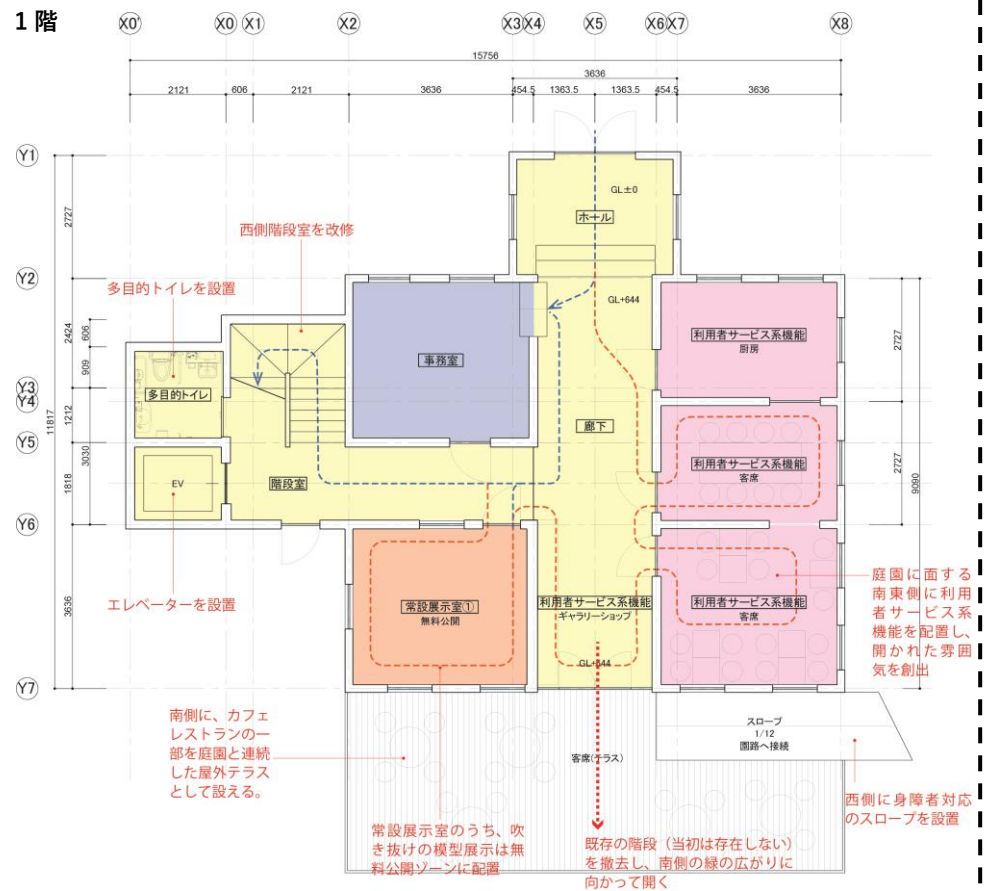 1階
X0' X0 X1 X2 X3 X4 X5 X6 X7 X8
15756
3636
2121 606 2121 3636 454.5 1363.5 1363.5 454.5 3636
Y1
Y2
Y3
Y4
Y5
Y6
Y7
11817
2727
2424
1212
1818
3636
606
909
3030
2727
2727
9090
GL±0
ホール
西側階段室を改修
多目的トイレを設置
GL+644
利用者サービス系機能
厨房
事務室
多目的トイレ
廊下
利用者サービス系機能
客席
EV
階段室
エレベーターを設置
常設展示室①
無料公開
利用者サービス系機能
ギャラリーショップ
利用者サービス系機能
客席
GL+644
庭園に面する
南東側に利用
者サービス系
機能を配置し、
開かれた雰囲
気を創出
南側に、カフェ
レストランの一
部を庭園と連続
した屋外テラス
として設える。
客席(テラス)
スロープ
1/12
園路へ接続
西側に身障者対応
のスロープを設置
常設展示室のうち、吹
き抜けの模型展示は無
料公開ゾーンに配置
既存の階段（当初は存在しない）
を撤去し、南側の緑の広がりに
向かって開く